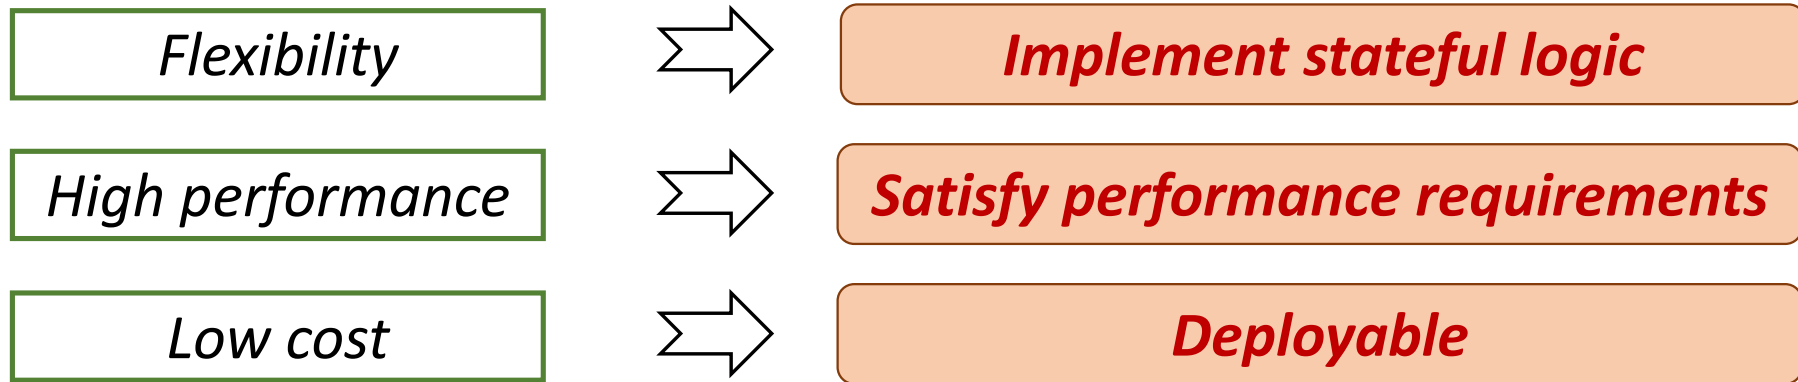 Flexibility
Implement stateful logic
High performance
Satisfy performance requirements
Low cost
Deployable